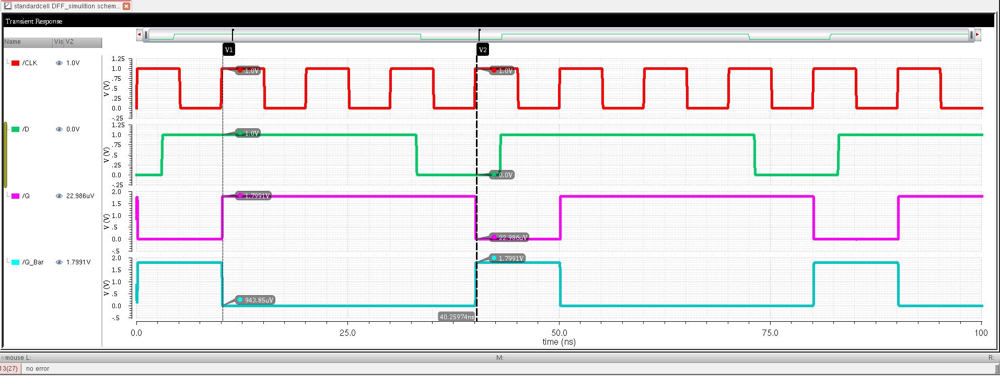 standardcell DFF_simulition schem...
Transient Response
Name Vis V2
V1 V2
/CLK 1.0V
/D 0.0V
/Q 22.986uV
/Q_Bar 1.7991V
V (V)
1.25
1.0
.75
.5
.25
0.0
-.25
1.0V 1.0V
V (V)
1.25
1.0
.75
.5
.25
0.0
-.25
1.0V 0.0V
V (V)
2.0
1.5
1.0
.5
0.0
-.5
1.7991V 22.986uV
V (V)
2.0
1.5
1.0
.5
0.0
-.5
943.85uV 1.7991V
40.25974ns
0.0 25.0 50.0 75.0 100
time (ns)
mouse L: M: R:
13(27) no error